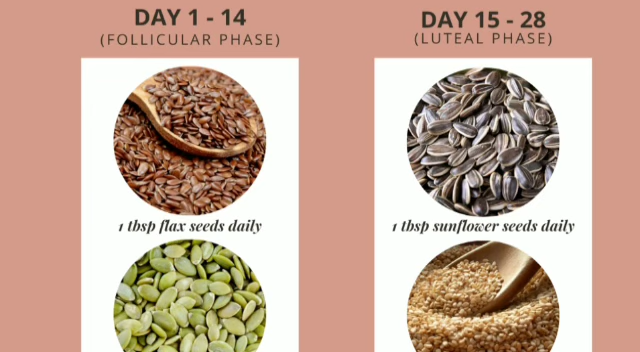 DAY 1 - 14
(FOLLICULAR PHASE)
1 tbsp flax seeds daily
DAY 15 - 28
(LUTEAL PHASE)
1 tbsp sunflower seeds daily